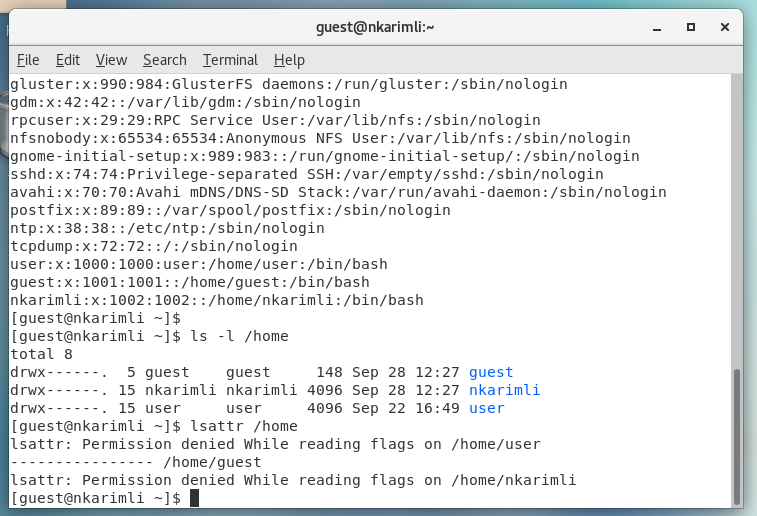 guest@nkarimli:~
File Edit View Search Terminal Help
gluster:x:990:984:GlusterFS daemons:/run/gluster:/sbin/nologin
gdm:x:42:42::/var/lib/gdm:/sbin/nologin
rpcuser:x:29:29:RPC Service User:/var/lib/nfs:/sbin/nologin
nfsnobody:x:65534:65534:Anonymous NFS User:/var/lib/nfs:/sbin/nologin
gnome-initial-setup:x:989:983::/run/gnome-initial-setup/:/sbin/nologin
sshd:x:74:74:Privilege-separated SSH:/var/empty/sshd:/sbin/nologin
avahi:x:70:70:Avahi mDNS/DNS-SD Stack:/var/run/avahi-daemon:/sbin/nologin
postfix:x:89:89::/var/spool/postfix:/sbin/nologin
ntp:x:38:38::/etc/ntp:/sbin/nologin
tcpdump:x:72:72::/:/sbin/nologin
user:x:1000:1000:user:/home/user:/bin/bash
guest:x:1001:1001::/home/guest:/bin/bash
nkarimli:x:1002:1002::/home/nkarimli:/bin/bash
[guest@nkarimli ~]$
[guest@nkarimli ~]$ ls -l /home
total 8
drwx------.  5 guest    guest     148 Sep 28 12:27 guest
drwx------. 15 nkarimli nkarimli 4096 Sep 28 12:27 nkarimli
drwx------. 15 user     user     4096 Sep 22 16:49 user
[guest@nkarimli ~]$ lsattr /home
lsattr: Permission denied While reading flags on /home/user
---------------- /home/guest
lsattr: Permission denied While reading flags on /home/nkarimli
[guest@nkarimli ~]$